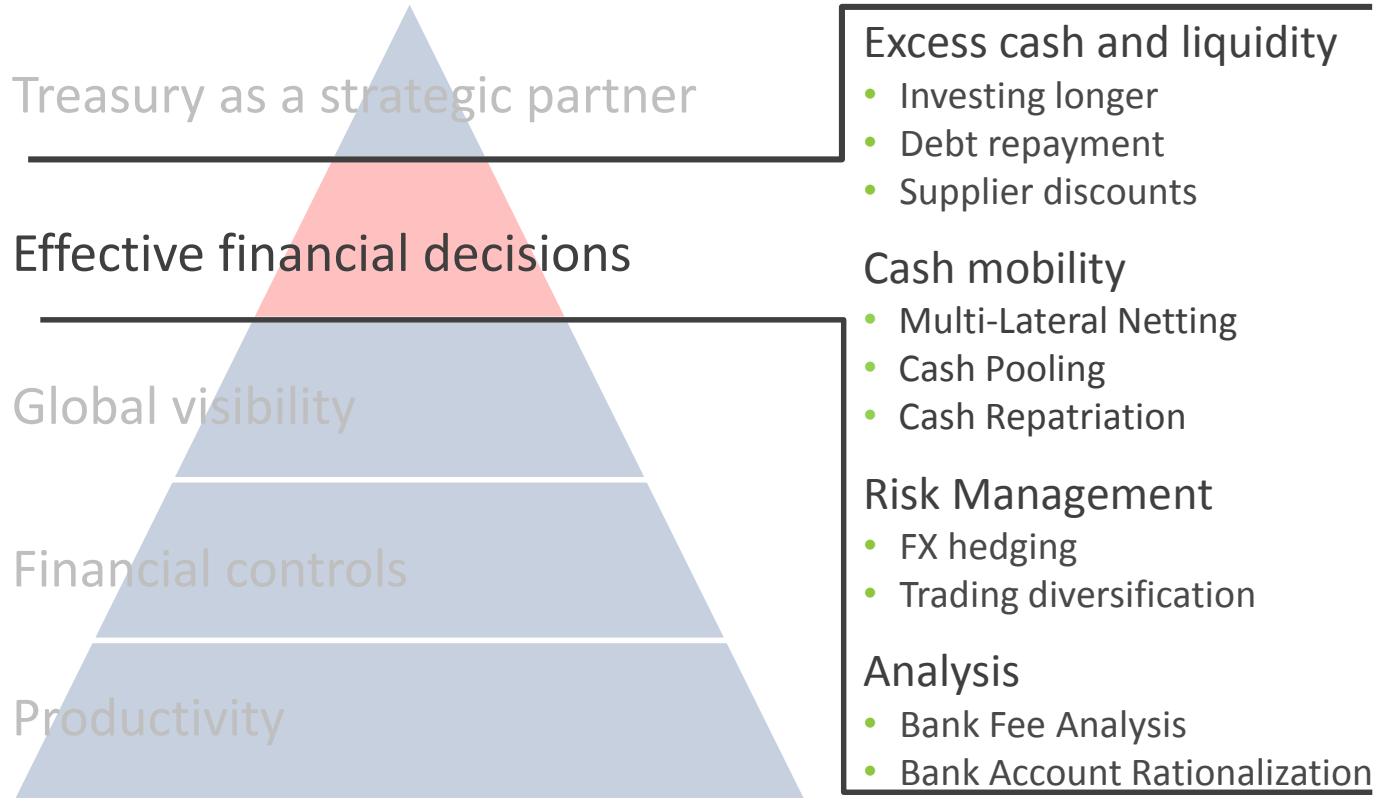 Treasury as a strategic partner
Effective financial decisions
Global visibility
Financial controls
Productivity
Excess cash and liquidity
• Investing longer
• Debt repayment
• Supplier discounts
Cash mobility
• Multi-Lateral Netting
• Cash Pooling
• Cash Repatriation
Risk Management
• FX hedging
• Trading diversification
Analysis
• Bank Fee Analysis
• Bank Account Rationalization